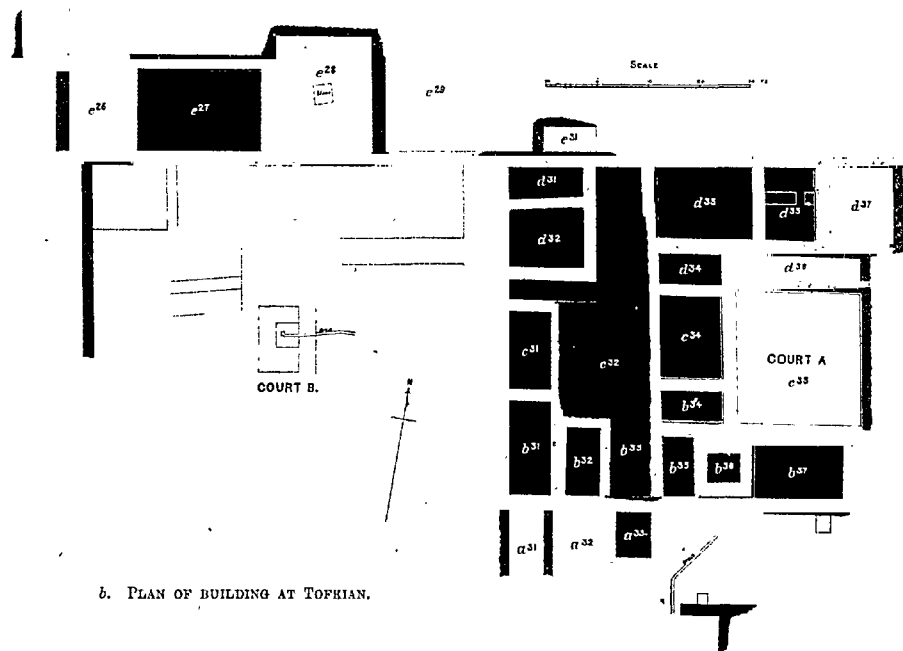 SCALE
e26
e27
e28
e29
e31
d31
d32
d33
d35
d37
d34
d38
c31
c32
c34
COURT A
c35
b34
COURT B.
N
b31
b32
b33
b35
b36
b37
a31
a32
a33
b. PLAN OF BUILDING AT TOFKIAN.